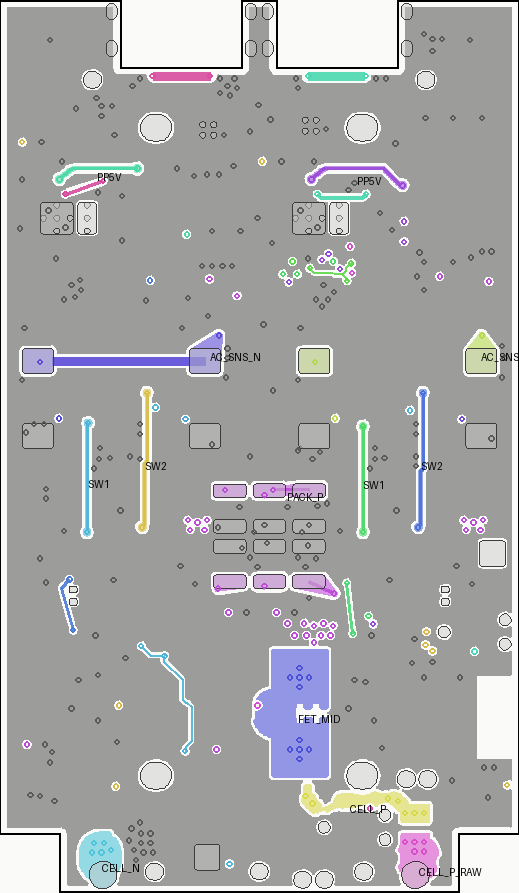 PP5V
PP5V
AC_SNS_N
AC_SNS
SW1
SW2
SW1
SW2
PACK_P
FET_MID
CELL_P
CELL_N
CELL_P_RAW